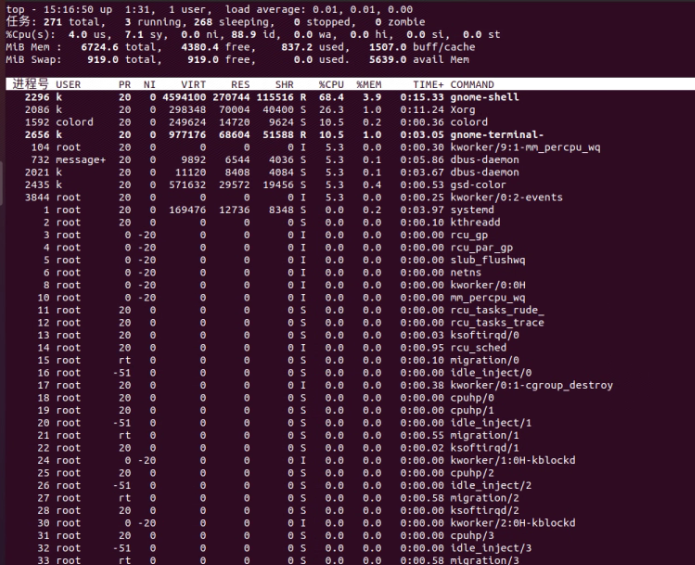 top - 15:16:50 up  1:31,  1 user,  load average: 0.01, 0.01, 0.00
任务: 271 total,   3 running, 268 sleeping,   0 stopped,   0 zombie
%Cpu(s):  4.0 us,  7.1 sy,  0.0 ni, 88.9 id,  0.0 wa,  0.0 hi,  0.0 si,  0.0 st
MiB Mem :   6724.6 total,   4380.4 free,    837.2 used,   1507.0 buff/cache
MiB Swap:    919.0 total,    919.0 free,      0.0 used.   5639.0 avail Mem
进程号 USER      PR  NI    VIRT    RES    SHR    %CPU  %MEM     TIME+ COMMAND
2296 k         20   0 4594100 270744 115516 R  68.4   3.9   0:15.33 gnome-shell
2086 k         20   0  298348  70004  40400 S  26.3   1.0   0:11.24 Xorg
1592 colord    20   0  249624  14720   9624 S  10.5   0.2   0:00.36 colord
2656 k         20   0  977176  68604  51588 R  10.5   1.0   0:03.05 gnome-terminal-
104 root      20   0       0      0      0 I   5.3   0.0   0:00.30 kworker/9:1-mm_percpu_wq
732 message+  20   0    9892   6544   4036 S   5.3   0.1   0:05.86 dbus-daemon
2021 k         20   0   11120   8408   4084 S   5.3   0.1   0:03.67 dbus-daemon
2435 k         20   0  571632  29572  19456 S   5.3   0.4   0:00.53 gsd-color
3844 root      20   0       0      0      0 I   5.3   0.0   0:00.25 kworker/0:2-events
1 root      20   0  169476  12736   8348 S   0.0   0.2   0:03.97 systemd
2 root      20   0       0      0      0 S   0.0   0.0   0:00.10 kthreadd
3 root       0 -20       0      0      0 I   0.0   0.0   0:00.00 rcu_gp
4 root       0 -20       0      0      0 I   0.0   0.0   0:00.00 rcu_par_gp
5 root       0 -20       0      0      0 I   0.0   0.0   0:00.00 slub_flushwq
6 root       0 -20       0      0      0 I   0.0   0.0   0:00.00 netns
8 root       0 -20       0      0      0 I   0.0   0.0   0:00.00 kworker/0:0H
10 root       0 -20       0      0      0 I   0.0   0.0   0:00.00 mm_percpu_wq
11 root      20   0       0      0      0 S   0.0   0.0   0:00.00 rcu_tasks_rude_
12 root      20   0       0      0      0 S   0.0   0.0   0:00.00 rcu_tasks_trace
13 root      20   0       0      0      0 S   0.0   0.0   0:00.03 ksoftirqd/0
14 root      20   0       0      0      0 I   0.0   0.0   0:00.95 rcu_sched
15 root      rt   0       0      0      0 S   0.0   0.0   0:00.10 migration/0
16 root     -51   0       0      0      0 S   0.0   0.0   0:00.00 idle_inject/0
17 root      20   0       0      0      0 I   0.0   0.0   0:00.38 kworker/0:1-cgroup_destroy
18 root      20   0       0      0      0 S   0.0   0.0   0:00.00 cpuhp/0
19 root      20   0       0      0      0 S   0.0   0.0   0:00.00 cpuhp/1
20 root     -51   0       0      0      0 S   0.0   0.0   0:00.00 idle_inject/1
21 root      rt   0       0      0      0 S   0.0   0.0   0:00.55 migration/1
22 root      20   0       0      0      0 S   0.0   0.0   0:00.02 ksoftirqd/1
24 root       0 -20       0      0      0 I   0.0   0.0   0:00.00 kworker/1:0H-kblockd
25 root      20   0       0      0      0 S   0.0   0.0   0:00.00 cpuhp/2
26 root     -51   0       0      0      0 S   0.0   0.0   0:00.00 idle_inject/2
27 root      rt   0       0      0      0 S   0.0   0.0   0:00.58 migration/2
28 root      20   0       0      0      0 S   0.0   0.0   0:00.00 ksoftirqd/2
30 root       0 -20       0      0      0 I   0.0   0.0   0:00.00 kworker/2:0H-kblockd
31 root      20   0       0      0      0 S   0.0   0.0   0:00.00 cpuhp/3
32 root     -51   0       0      0      0 S   0.0   0.0   0:00.00 idle_inject/3
33 root      rt   0       0      0      0 S   0.0   0.0   0:00.58 migration/3